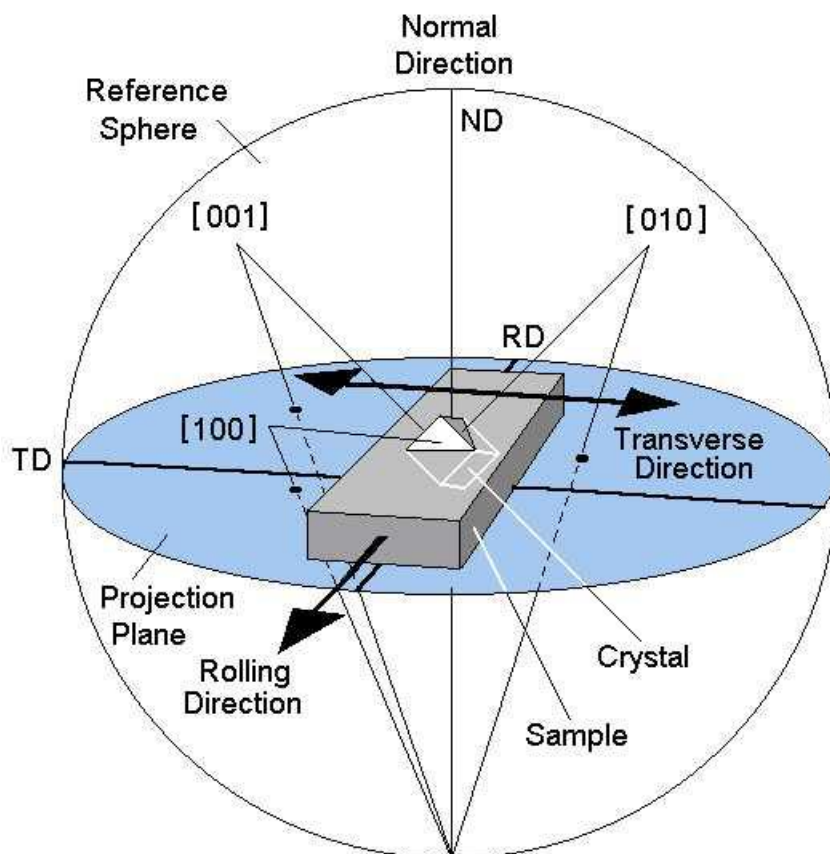 Normal
Direction
Reference
Sphere
ND
[001]
[010]
RD
[100]
TD
Transverse
Direction
Projection
Plane
Rolling
Direction
Crystal
Sample